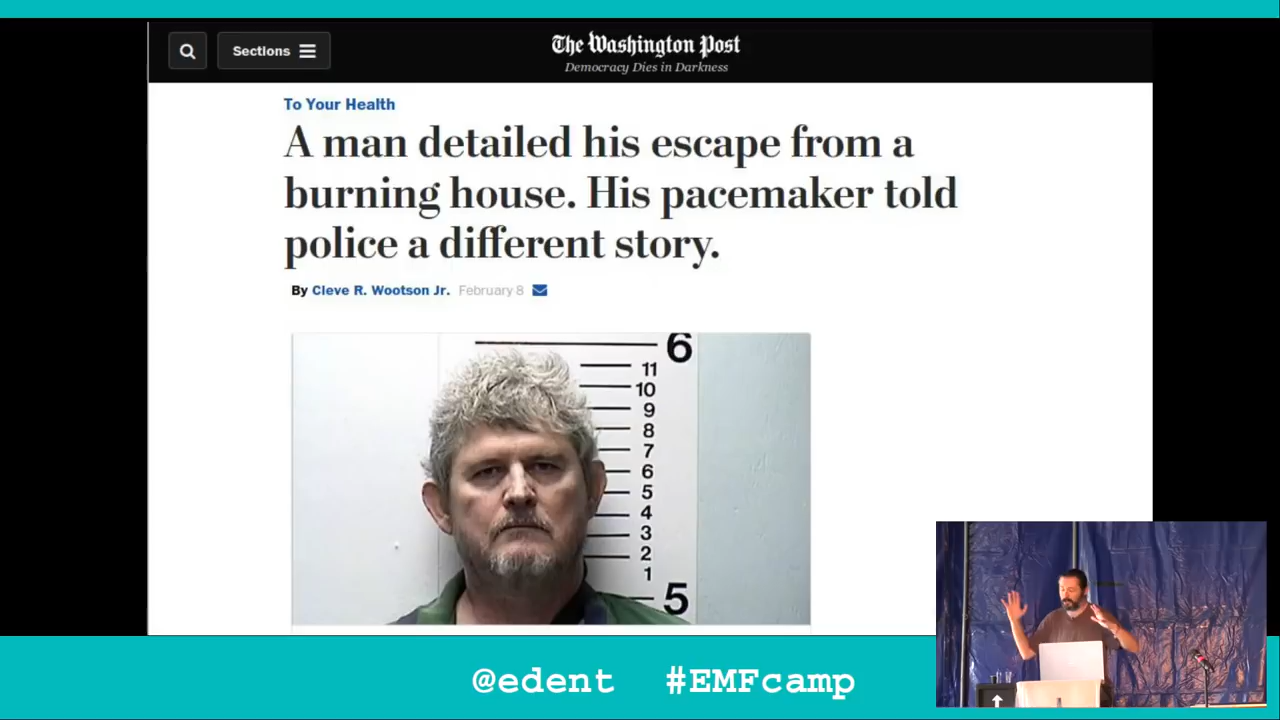 Sections
The Washington Post
Democracy Dies in Darkness
To Your Health
A man detailed his escape from a
burning house. His pacemaker told
police a different story.
By Cleve R. Wootson Jr. February 8
6
11
10
9
8
7
6
5
4
3
2
1
5
@edent #EMFcamp